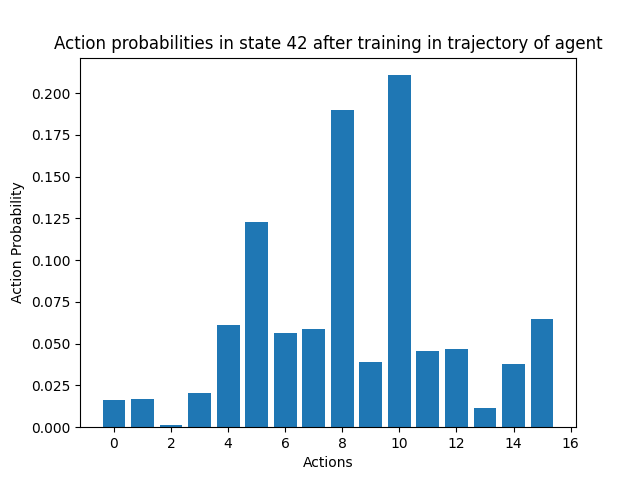 Action probabilities in state 42 after training in trajectory of agent
Action Probability
0.200
0.175
0.150
0.125
0.100
0.075
0.050
0.025
0.000
0 2 4 6 8 10 12 14 16
Actions